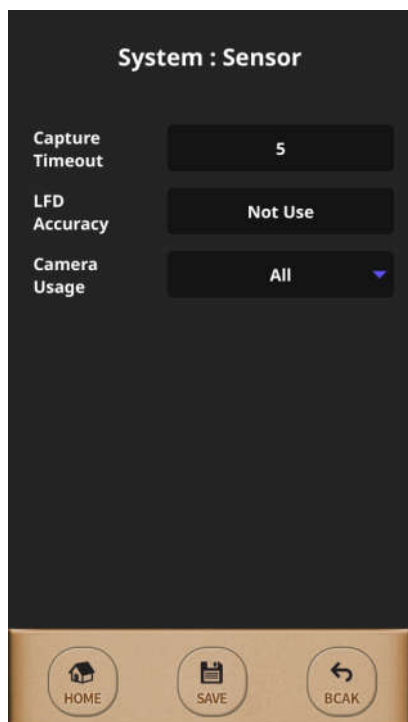 System : Sensor
Capture
Timeout
5
LFD
Accuracy
Not Use
Camera
Usage
All
HOME
SAVE
BCAK